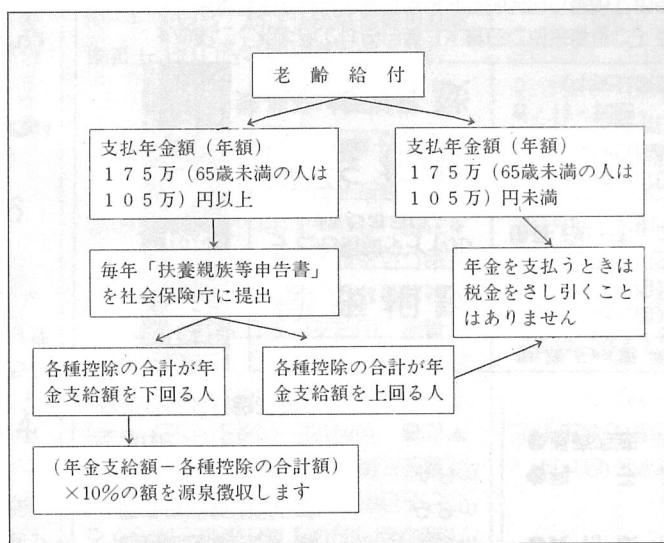 老齢給付
支払年金額（年額）
１７５万（65歳未満の人は
１０５万）円以上
支払年金額（年額）
１７５万（65歳未満の人は
１０５万）円未満
毎年「扶養親族等申告書」
を社会保険庁に提出
年金を支払うときは
税金をさし引くこと
はありません
各種控除の合計が年
金支給額を下回る人
各種控除の合計が年
金支給額を上回る人
（年金支給額－各種控除の合計額）
×10％の額を源泉徴収します